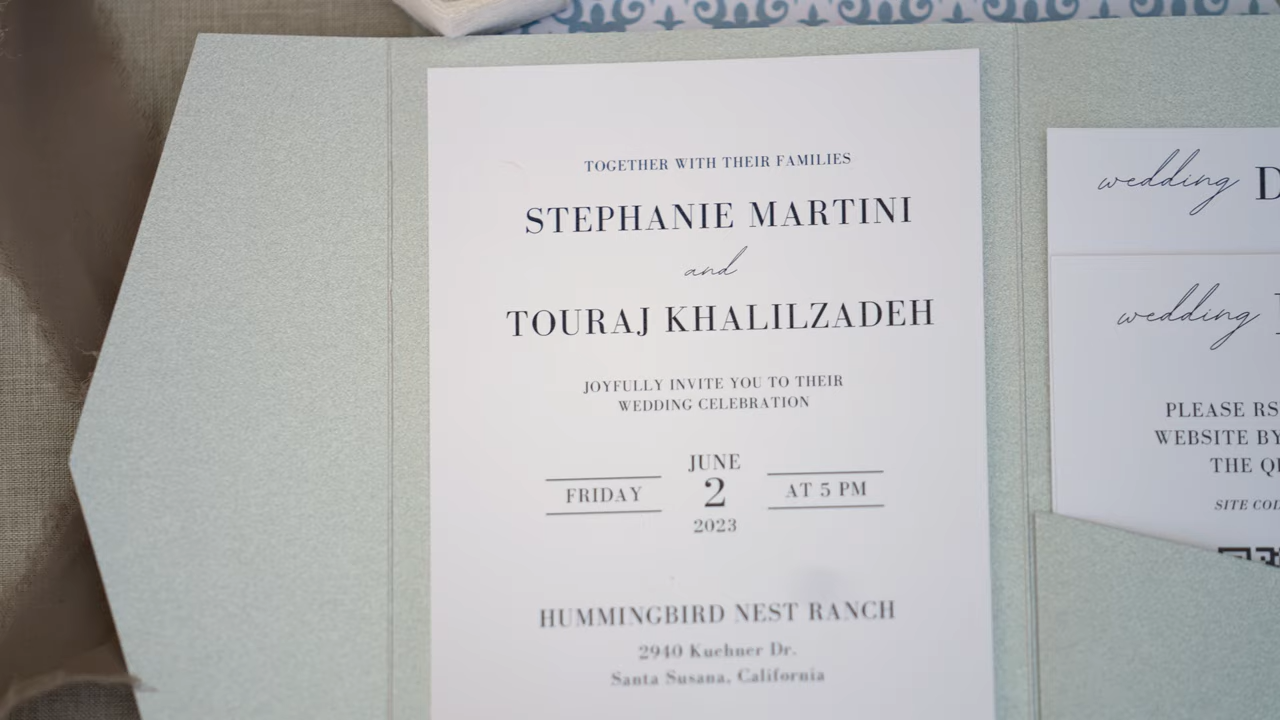 TOGETHER WITH THEIR FAMILIES
STEPHANIE MARTINI
and
TOURAJ KHALILZADEH
JOYFULLY INVITE YOU TO THEIR
WEDDING CELEBRATION
JUNE
FRIDAY 2 AT 5 PM
2023
HUMMINGBIRD NEST RANCH
2940 Kuehner Dr.
Santa Susana, California
wedding D
wedding
PLEASE RS
WEBSITE BY
THE
SITE